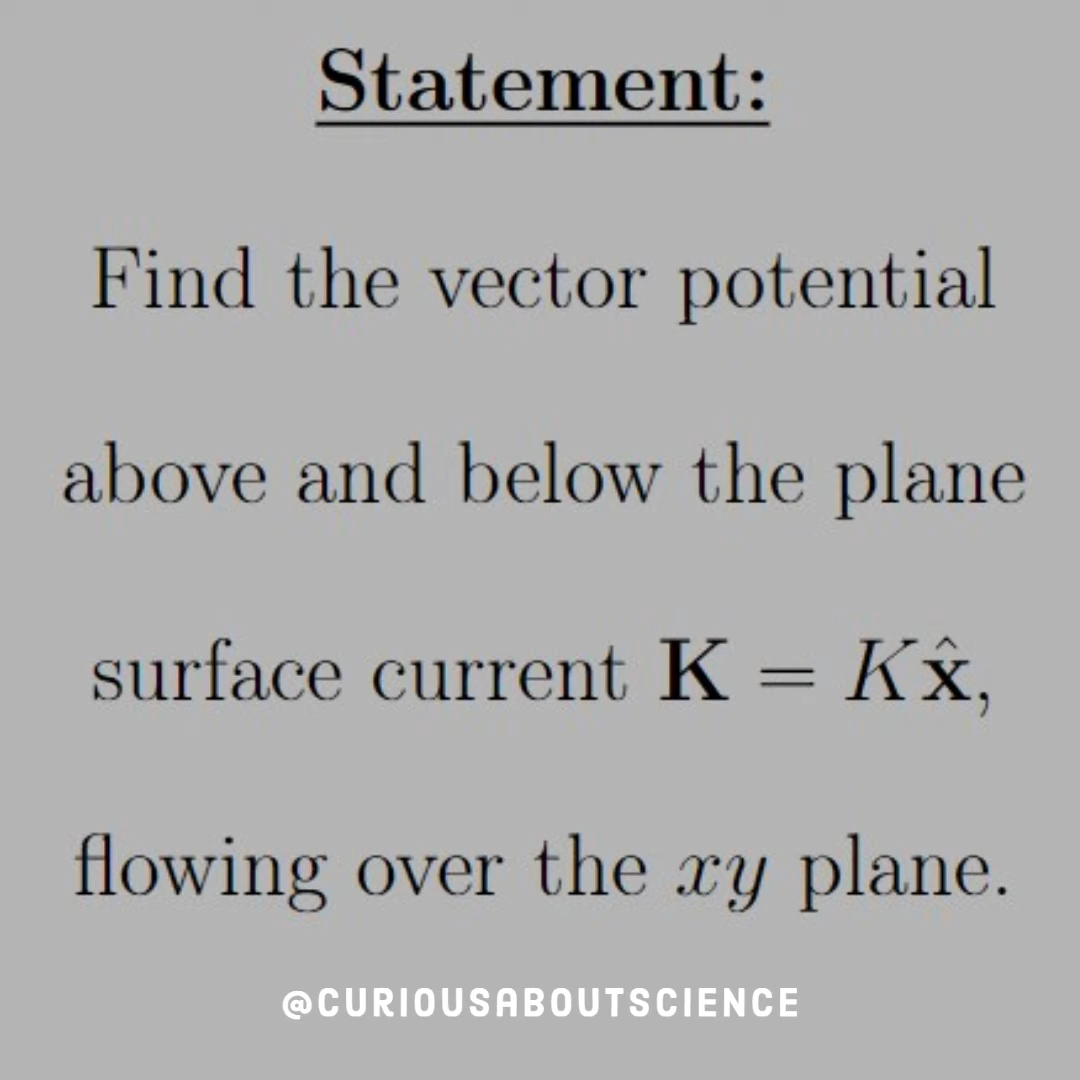 Statement:
Find the vector potential
above and below the plane
surface current 𝐊 = Kx̂,
flowing over the xy plane.
@CURIOUSABOUTSCIENCE